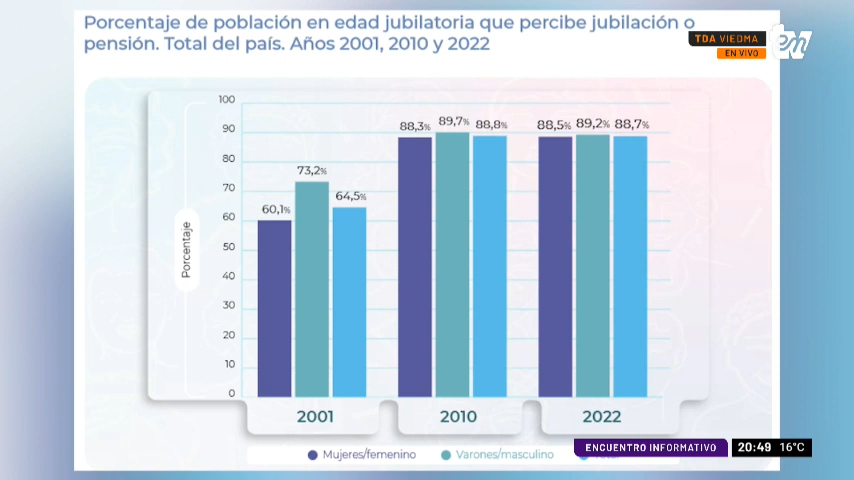 Porcentaje de población en edad jubilatoria que percibe jubilación o
pensión. Total del país. Años 2001, 2010 y 2022
TDA VIEDMA
EN VIVO
100
90
80
70
60
50
40
30
20
10
0
Porcentaje
60,1%
73,2%
64,5%
88,3%
89,7%
88,8%
88,5%
89,2%
88,7%
2001
2010
2022
Mujeres/femenino
Varones/masculino
ENCUENTRO INFORMATIVO
20:49 16°C